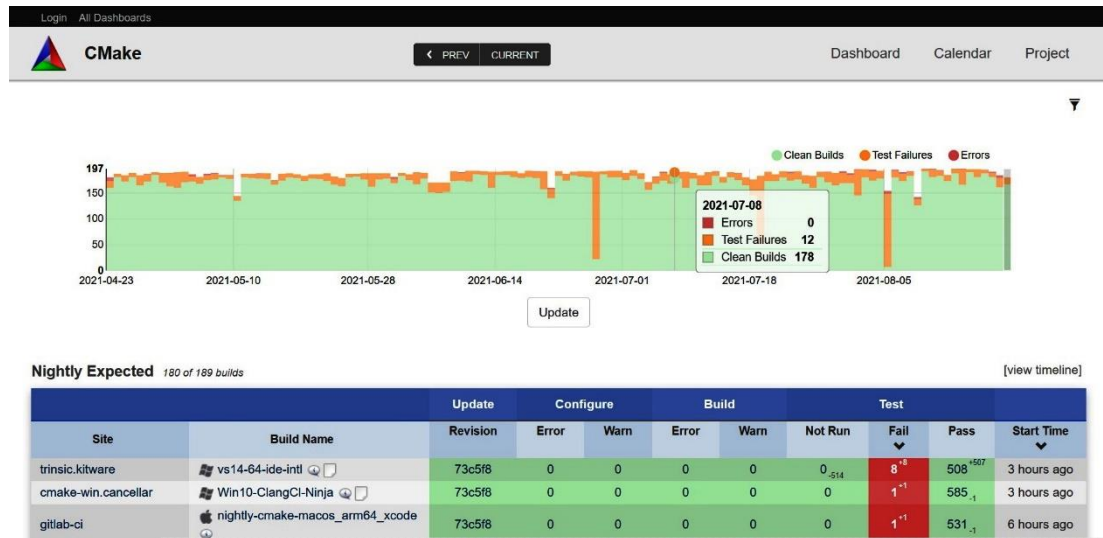 Login All Dashboards
CMake
PREV CURRENT
Dashboard Calendar Project
Clean Builds Test Failures Errors
197
150
100
50
0
2021-07-08
Errors 0
Test Failures 12
Clean Builds 178
2021-04-23 2021-05-10 2021-05-28 2021-06-14 2021-07-01 2021-07-18 2021-08-05
Update
Nightly Expected 180 of 189 builds [view timeline]
Update Configure Build Test
Site Build Name Revision Error Warn Error Warn Not Run Fail Pass Start Time
trinsic.kitware vs14-64-ide-intl 73c5f8 0 0 0 0 0 -514 8 +8 508 +507 3 hours ago
cmake-win.cancellar Win10-ClangCl-Ninja 73c5f8 0 0 0 0 0 1 +1 585 -1 3 hours ago
gitlab-ci nightly-cmake-macos_arm64_xcode 73c5f8 0 0 0 0 0 1 +1 531 -1 6 hours ago